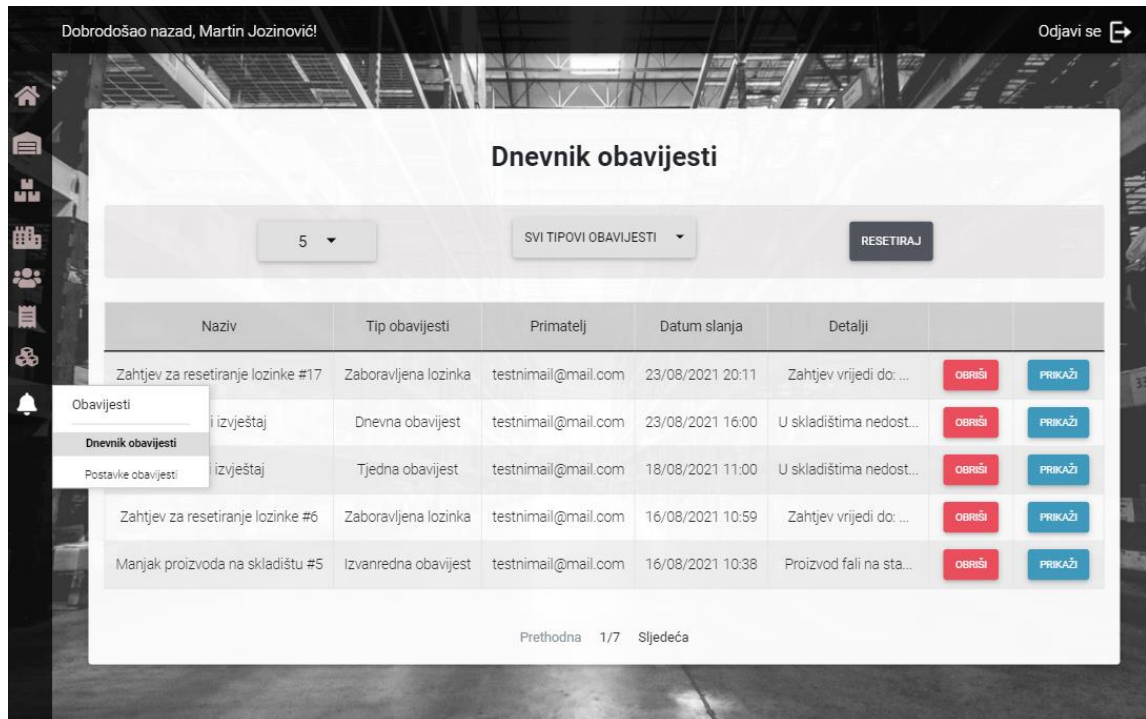 Dobrodošao nazad, Martin Jozinović!
Odjavi se
Dnevnik obavijesti
5
SVI TIPOVI OBAVIJESTI
RESETIRAJ
Naziv Tip obavijesti Primatelj Datum slanja Detalji
Zahtjev za resetiranje lozinke #17 Zaboravljena lozinka testnimail@mail.com 23/08/2021 20:11 Zahtjev vrijedi do: ... OBRIŠI PRIKAŽI
i izvještaj Dnevna obavijest testnimail@mail.com 23/08/2021 16:00 U skladištima nedost... OBRIŠI PRIKAŽI
i izvještaj Tjedna obavijest testnimail@mail.com 18/08/2021 11:00 U skladištima nedost... OBRIŠI PRIKAŽI
Zahtjev za resetiranje lozinke #6 Zaboravljena lozinka testnimail@mail.com 16/08/2021 10:59 Zahtjev vrijedi do: ... OBRIŠI PRIKAŽI
Manjak proizvoda na skladištu #5 Izvanredna obavijest testnimail@mail.com 16/08/2021 10:38 Proizvod fali na sta... OBRIŠI PRIKAŽI
Obavijesti
Dnevnik obavijesti
Postavke obavijesti
Prethodna 1/7 Sljedeća